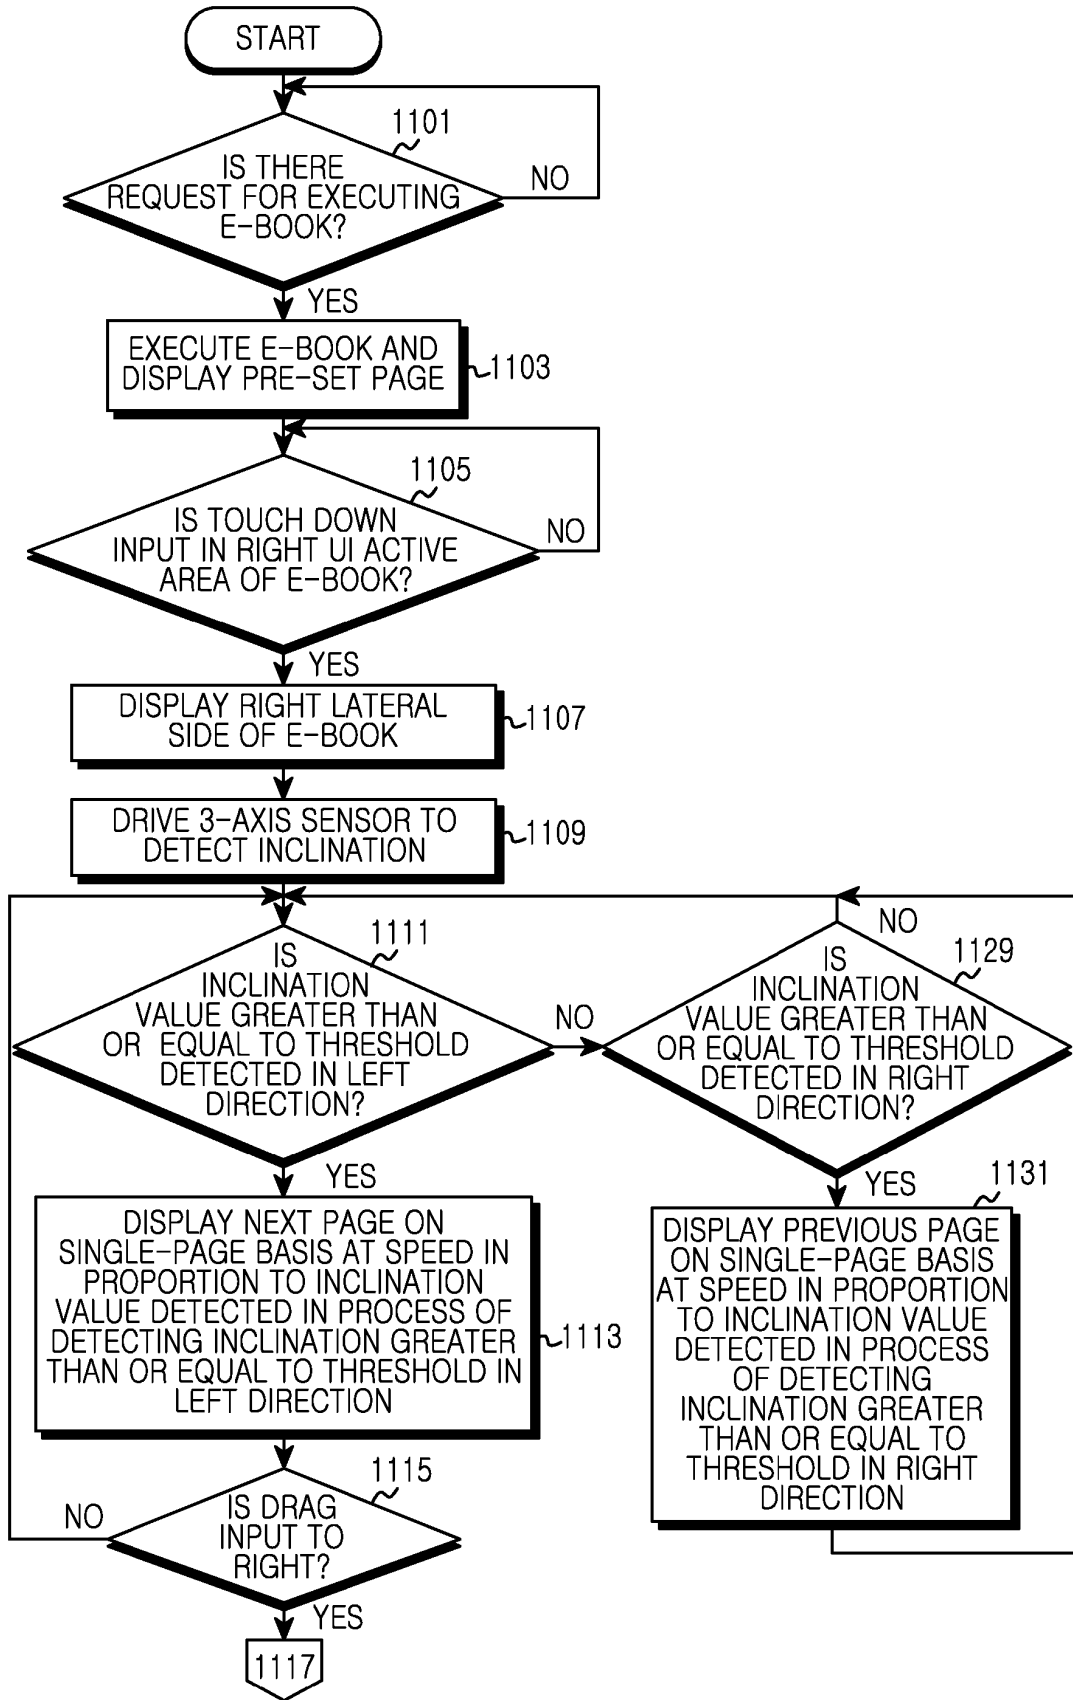 START
1101
IS THERE
REQUEST FOR EXECUTING
E-BOOK?
NO
YES
EXECUTE E-BOOK AND
DISPLAY PRE-SET PAGE
1103
1105
IS TOUCH DOWN
INPUT IN RIGHT UI ACTIVE
AREA OF E-BOOK?
NO
YES
DISPLAY RIGHT LATERAL
SIDE OF E-BOOK
1107
DRIVE 3-AXIS SENSOR TO
DETECT INCLINATION
1109
1111
IS
INCLINATION
VALUE GREATER THAN
OR EQUAL TO THRESHOLD
DETECTED IN LEFT
DIRECTION?
NO
YES
NO
1129
IS
INCLINATION
VALUE GREATER THAN
OR EQUAL TO THRESHOLD
DETECTED IN RIGHT
DIRECTION?
YES
DISPLAY NEXT PAGE ON
SINGLE-PAGE BASIS AT SPEED IN
PROPORTION TO INCLINATION
VALUE DETECTED IN PROCESS OF
DETECTING INCLINATION GREATER
THAN OR EQUAL TO THRESHOLD IN
LEFT DIRECTION
1113
1131
DISPLAY PREVIOUS PAGE
ON SINGLE-PAGE BASIS
AT SPEED IN PROPORTION
TO INCLINATION VALUE
DETECTED IN PROCESS
OF DETECTING
INCLINATION GREATER
THAN OR EQUAL TO
THRESHOLD IN RIGHT
DIRECTION
1115
IS DRAG
INPUT TO
RIGHT?
NO
YES
1117